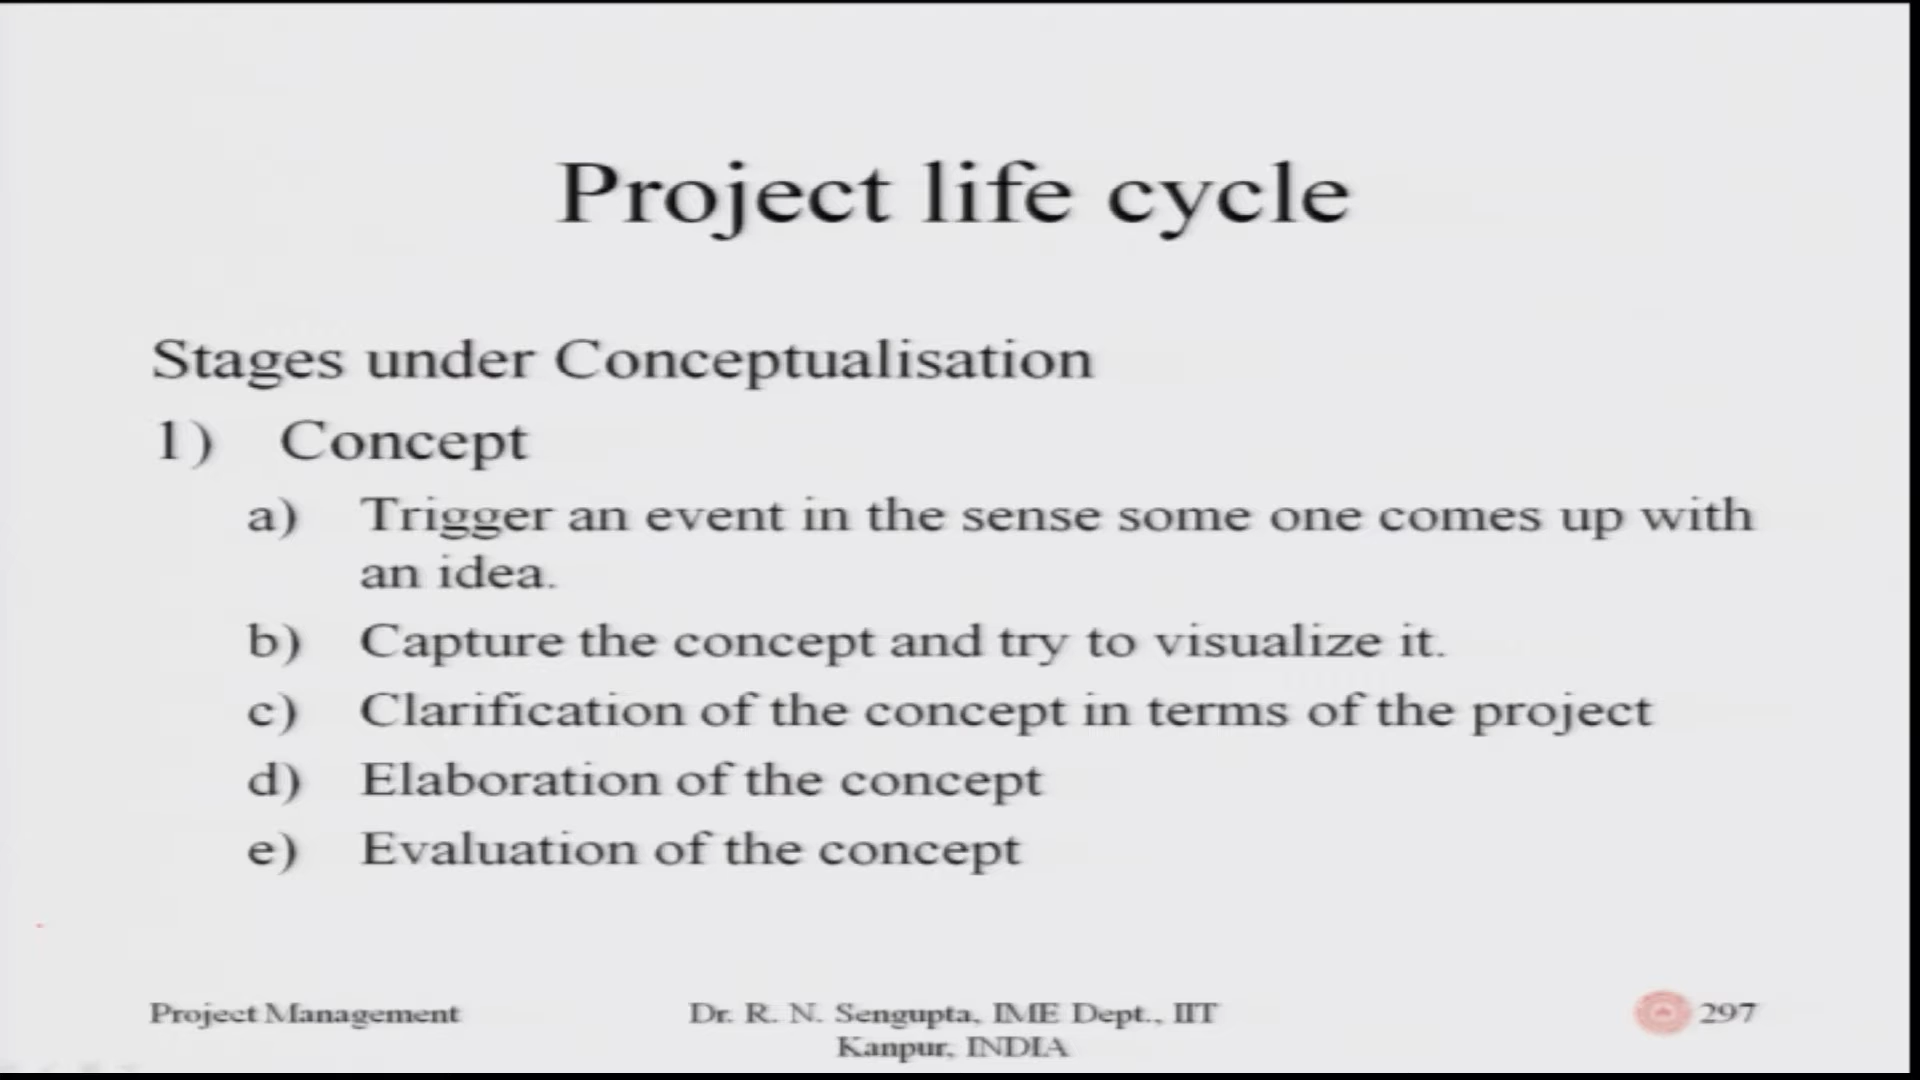 Project life cycle
Stages under Conceptualisation
1) Concept
a) Trigger an event in the sense some one comes up with
an idea.
b) Capture the concept and try to visualize it.
c) Clarification of the concept in terms of the project
d) Elaboration of the concept
e) Evaluation of the concept
Project Management
Dr. R. N. Sengupta, IME Dept., IIT
Kanpur, INDIA
297